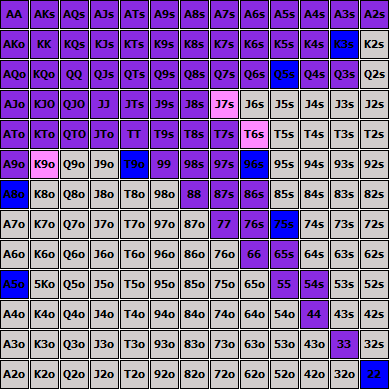 AA AKs AQs AJs ATs A9s A8s A7s A6s A5s A4s A3s A2s
AKo KK KQs KJs KTs K9s K8s K7s K6s K5s K4s K3s K2s
AQo KQo QQ QJs QTs Q9s Q8s Q7s Q6s Q5s Q4s Q3s Q2s
AJo KJO QJO JJ JTs J9s J8s J7s J6s J5s J4s J3s J2s
ATo KTo QTO JTo TT T9s T8s T7s T6s T5s T4s T3s T2s
A9o K9o Q9o J9o T9o 99 98s 97s 96s 95s 94s 93s 92s
A8o K8o Q8o J8o T8o 98o 88 87s 86s 85s 84s 83s 82s
A7o K7o Q7o J7o T7o 97o 87o 77 76s 75s 74s 73s 72s
A6o K6o Q6o J6o T6o 96o 86o 76o 66 65s 64s 63s 62s
A5o 5Ko Q5o J5o T5o 95o 85o 75o 65o 55 54s 53s 52s
A4o K4o Q4o J4o T4o 94o 84o 74o 64o 54o 44 43s 42s
A3o K3o Q3o J3o T3o 93o 83o 73o 63o 53o 43o 33 32s
A2o K2o Q2o J2o T2o 92o 82o 72o 62o 52o 42o 32o 22